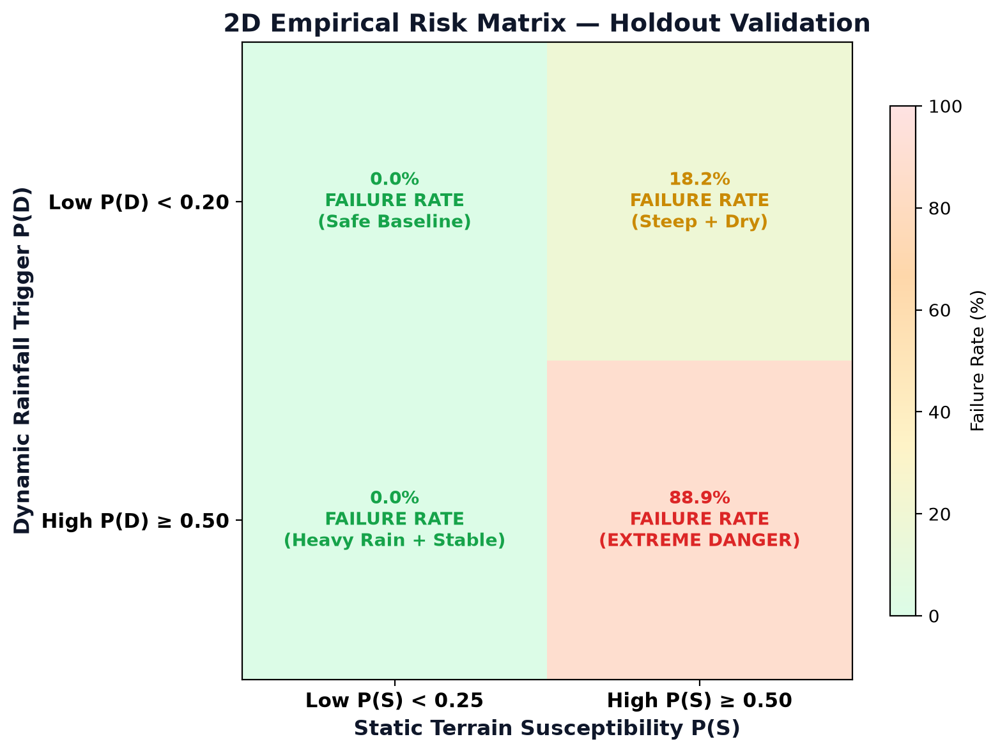 2D Empirical Risk Matrix — Holdout Validation
Dynamic Rainfall Trigger P(D)
Low P(D) < 0.20
High P(D) ≥ 0.50
0.0%
FAILURE RATE
(Safe Baseline)
18.2%
FAILURE RATE
(Steep + Dry)
0.0%
FAILURE RATE
(Heavy Rain + Stable)
88.9%
FAILURE RATE
(EXTREME DANGER)
Low P(S) < 0.25
High P(S) ≥ 0.50
Static Terrain Susceptibility P(S)
100
80
60
40
20
0
Failure Rate (%)